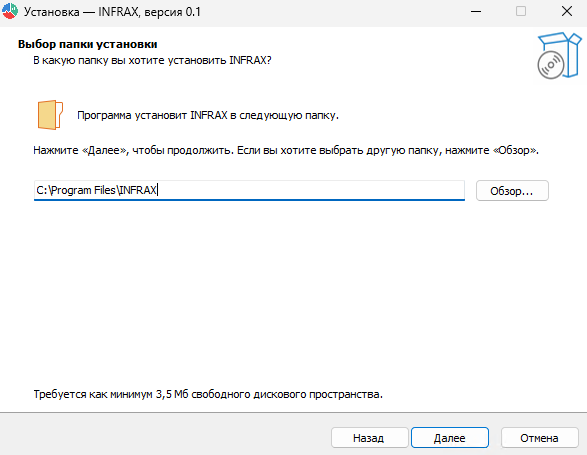 Установка — INFRAX, версия 0.1
Выбор папки установки
В какую папку вы хотите установить INFRAX?
Программа установит INFRAX в следующую папку.
Нажмите «Далее», чтобы продолжить. Если вы хотите выбрать другую папку, нажмите «Обзор».
C:\Program Files\INFRAX
Обзор...
Требуется как минимум 3,5 Мб свободного дискового пространства.
Назад
Далее
Отмена